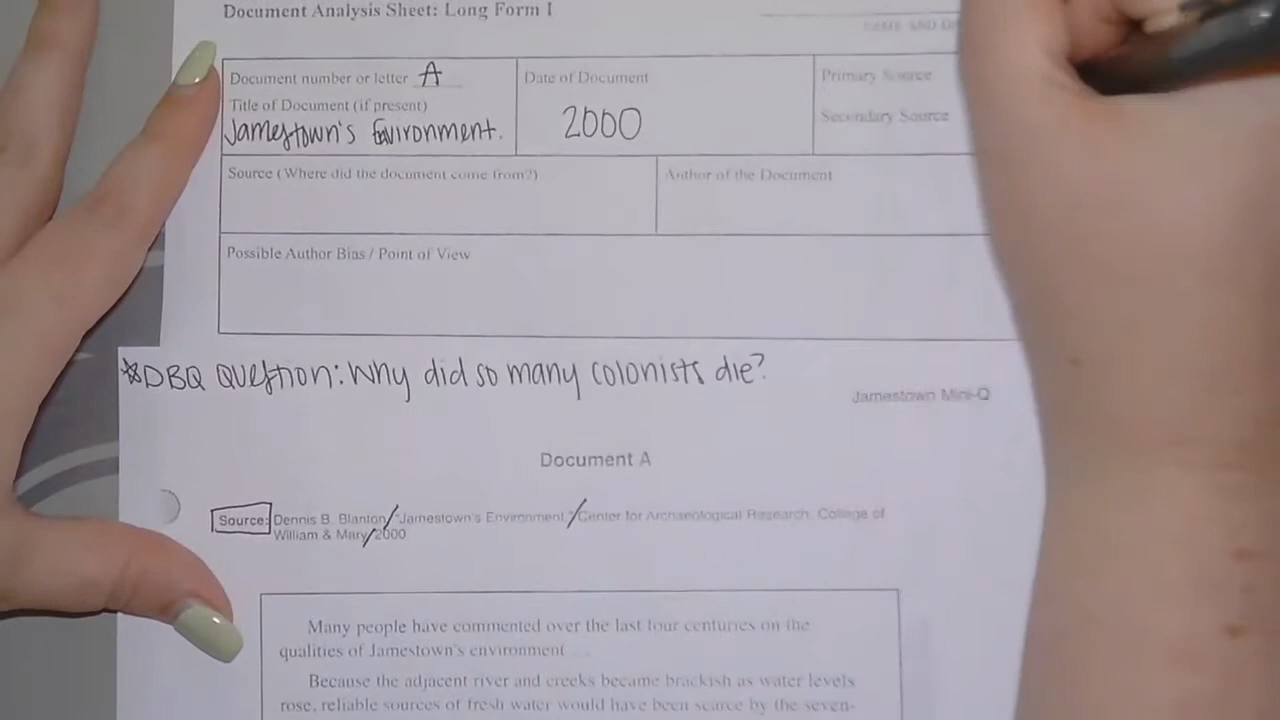 Document Analysis Sheet: Long Form I
NAME AND
Document number or letter A
Title of Document (if present)
Jamestown's Environment.
Date of Document
2000
Primary Source
Secondary Source
Source (Where did the document come from?)
Author of the Document
Possible Author Bias / Point of View
*DBQ Question: Why did so many colonists die?
Jamestown Mini-Q
Document A
Source: Dennis B. Blanton/"Jamestown's Environment,"/Center for Archaeological Research, College of
William & Mary/2000
Many people have commented over the last four centuries on the
qualities of Jamestown's environment....
Because the adjacent river and creeks became brackish as water levels
rose, reliable sources of fresh water would have been scarce by the seven-